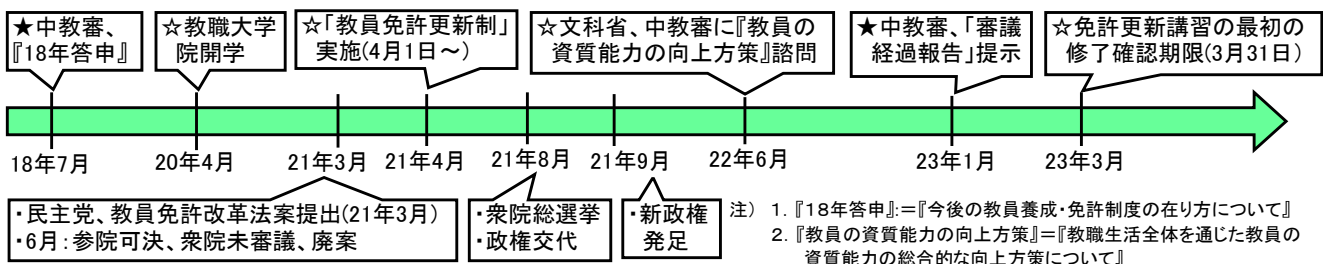 ★中教審、
『18年答申』
☆教職大学
院開学
☆「教員免許更新制」
実施(4月1日～)
☆文科省、中教審に『教員の
資質能力の向上方策』諮問
★中教審、「審議
経過報告」提示
☆免許更新講習の最初の
修了確認期限(3月31日)
18年7月
20年4月
21年3月
21年4月
21年8月
21年9月
22年6月
23年1月
23年3月
・民主党、教員免許改革法案提出(21年3月)
・6月：参院可決、衆院未審議、廃案
・衆院総選挙
・政権交代
・新政権
発足
注） 1．『18年答申』：＝『今後の教員養成・免許制度の在り方について』
2．『教員の資質能力の向上方策』＝『教職生活全体を通じた教員の
資質能力の総合的な向上方策について』